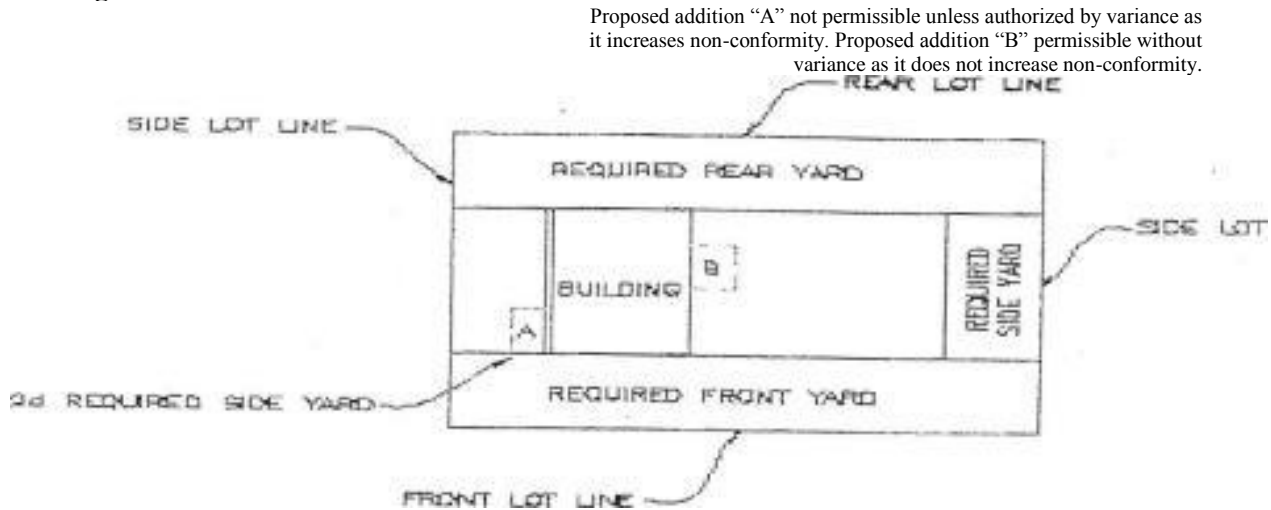 Proposed addition “A” not permissible unless authorized by variance as
it increases non-conformity. Proposed addition “B” permissible without
variance as it does not increase non-conformity.
REAR LOT LINE
SIDE LOT LINE
REQUIRED REAR YARD
SIDE LOT
B
BUILDING
REQUIRED
SIDE YARD
A
REQUIRED SIDE YARD
REQUIRED FRONT YARD
FRONT LOT LINE